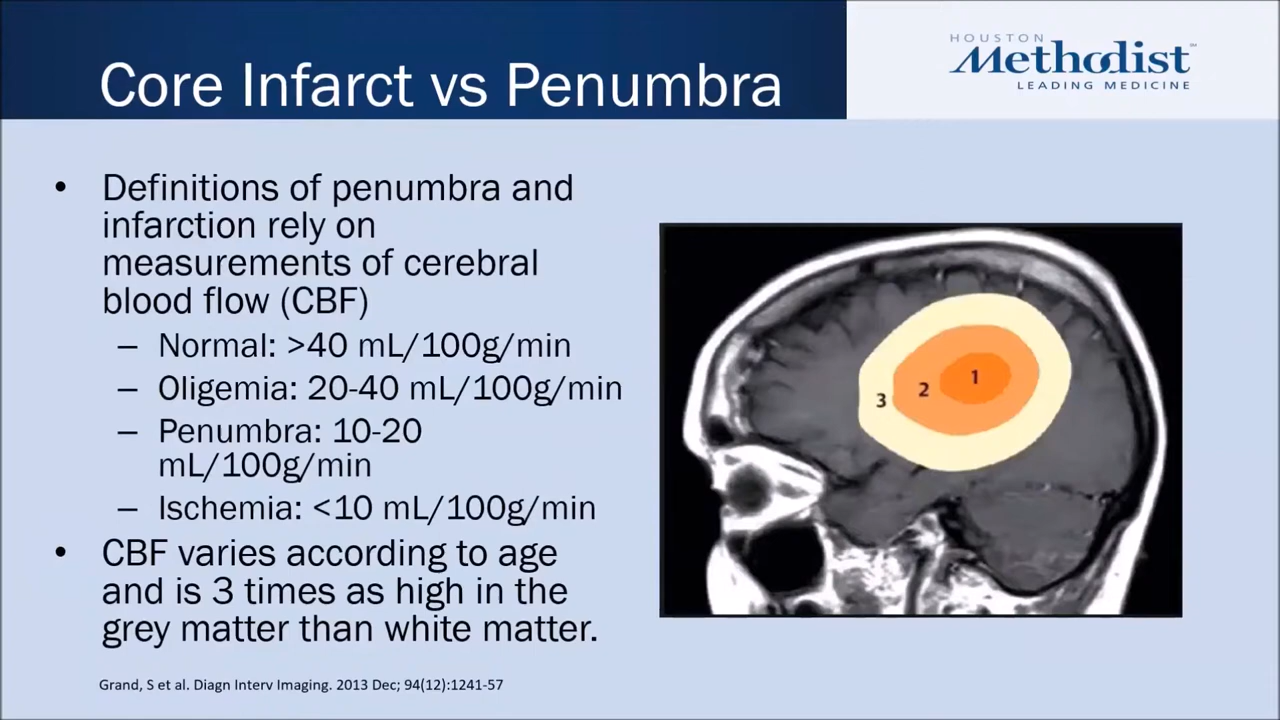 Core Infarct vs Penumbra
HOUSTON
Methodist
LEADING MEDICINE
• Definitions of penumbra and
infarction rely on
measurements of cerebral
blood flow (CBF)
– Normal: >40 mL/100g/min
– Oligemia: 20-40 mL/100g/min
– Penumbra: 10-20
mL/100g/min
– Ischemia: <10 mL/100g/min
• CBF varies according to age
and is 3 times as high in the
grey matter than white matter.
1
2
3
Grand, S et al. Diagn Interv Imaging. 2013 Dec; 94(12):1241-57